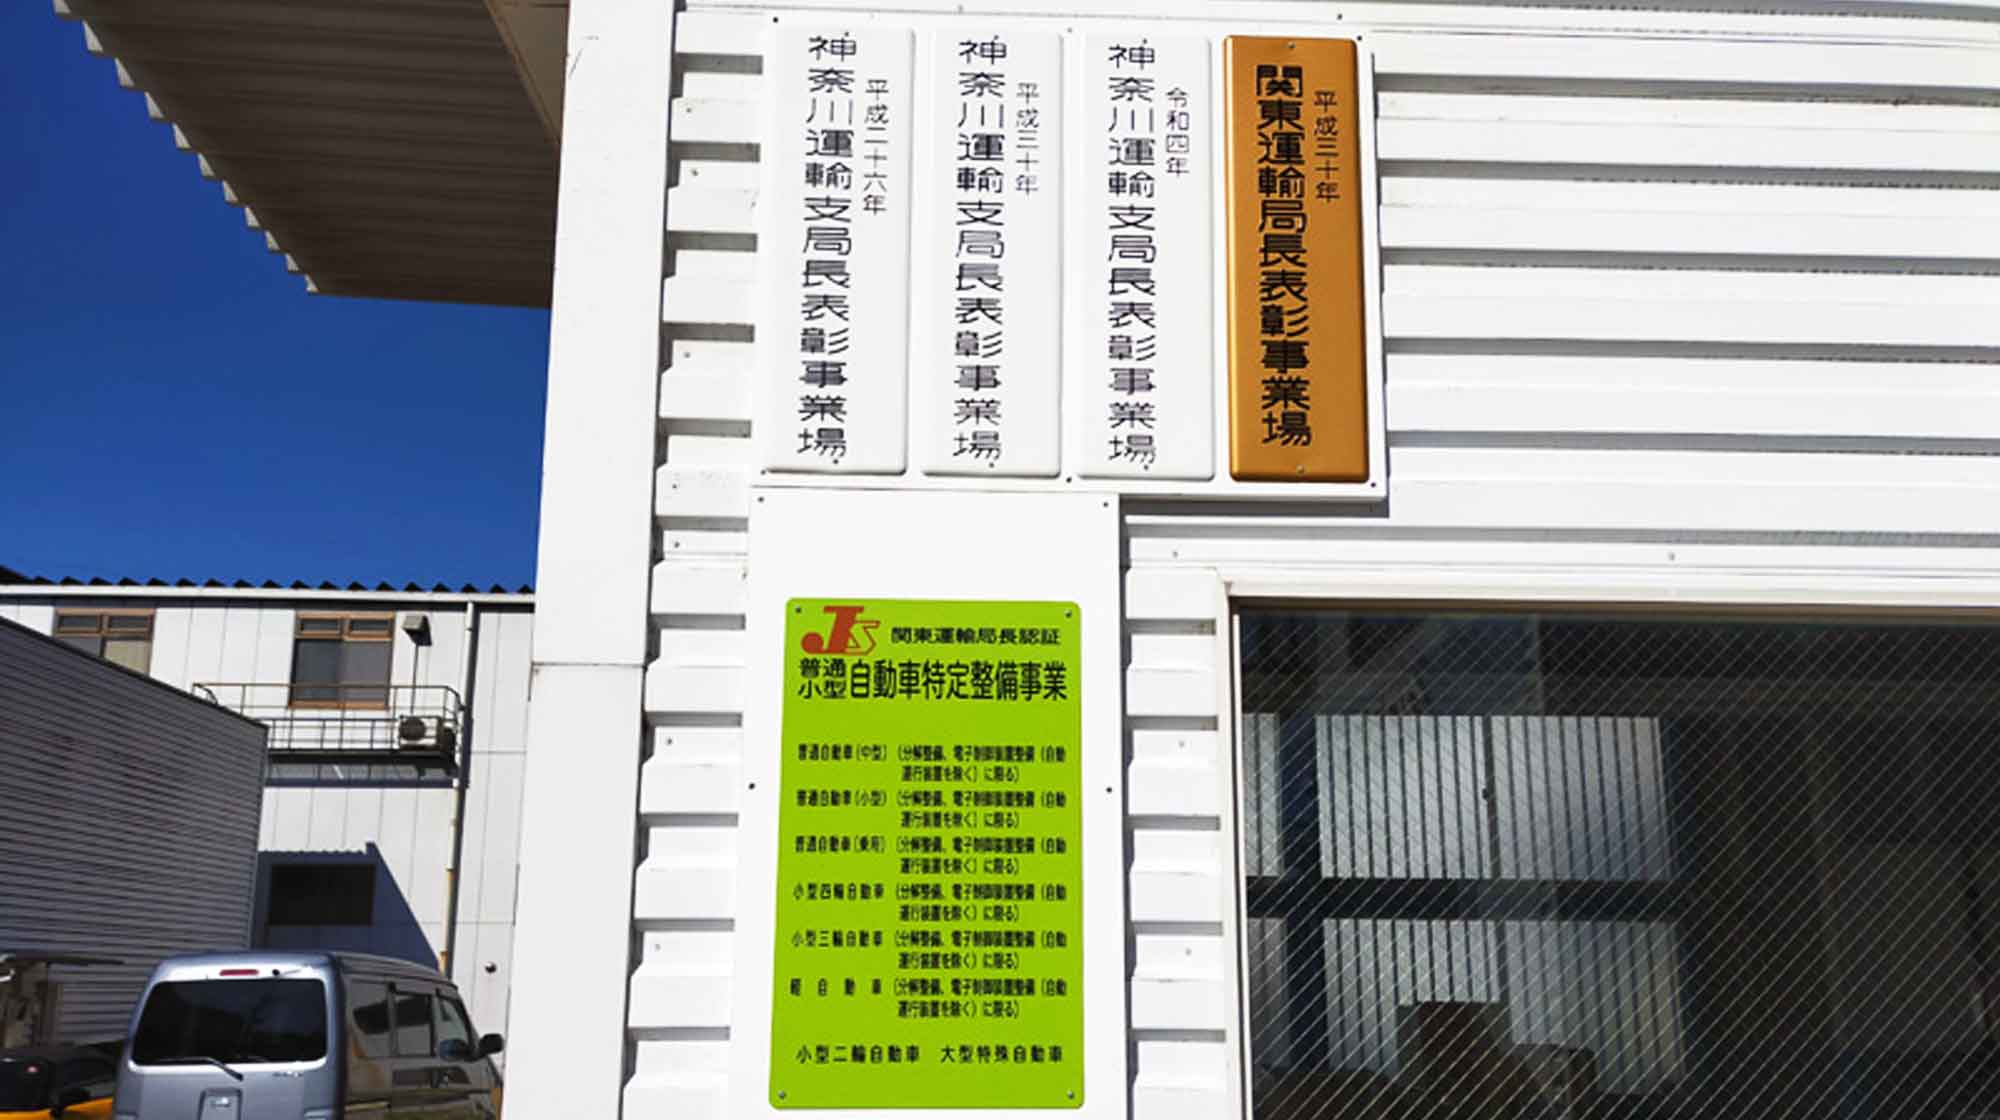 平成二十六年
神奈川運輸支局長表彰事業場
平成三十年
神奈川運輸支局長表彰事業場
令和四年
神奈川運輸支局長表彰事業場
平成三十年
関東運輸局長表彰事業場
JS 関東運輸局長認証
普通
小型 自動車特定整備事業
普通自動車(中型) (分解整備、電子制御装置整備(自動
運行装置を除く)に限る)
普通自動車(小型) (分解整備、電子制御装置整備(自動
運行装置を除く)に限る)
普通自動車(乗用) (分解整備、電子制御装置整備(自動
運行装置を除く)に限る)
小型四輪自動車 (分解整備、電子制御装置整備(自動
運行装置を除く)に限る)
小型三輪自動車 (分解整備、電子制御装置整備(自動
運行装置を除く)に限る)
軽自動車 (分解整備、電子制御装置整備(自動
運行装置を除く)に限る)
小型二輪自動車 大型特殊自動車